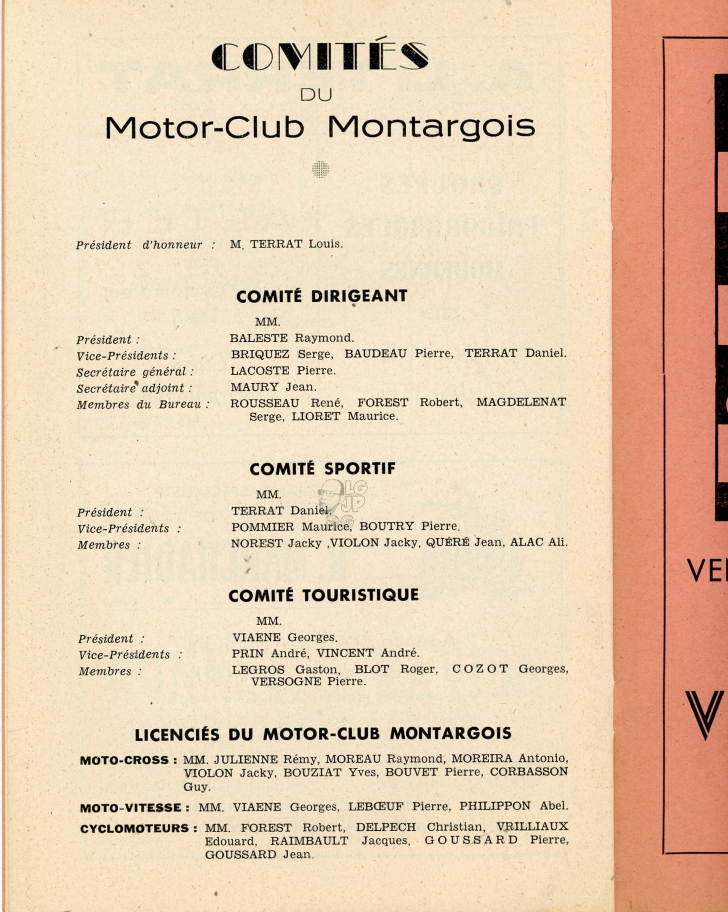 COMITÉS
DU
Motor-Club Montargois
Président d'honneur : M. TERRAT Louis.
COMITÉ DIRIGEANT
MM.
Président : BALESTE Raymond.
Vice-Présidents : BRIQUEZ Serge, BAUDEAU Pierre, TERRAT Daniel.
Secrétaire général : LACOSTE Pierre.
Secrétaire adjoint : MAURY Jean.
Membres du Bureau : ROUSSEAU René, FOREST Robert, MAGDELENAT
Serge, LIORET Maurice.
COMITÉ SPORTIF
MM.
Président : TERRAT Daniel.
Vice-Présidents : POMMIER Maurice, BOUTRY Pierre.
Membres : NOREST Jacky ,VIOLON Jacky, QUÉRÉ Jean, ALAC Ali.
LG
JP
RG
COMITÉ TOURISTIQUE
MM.
Président : VIAENE Georges.
Vice-Présidents : PRIN André, VINCENT André.
Membres : LEGROS Gaston, BLOT Roger, COZOT Georges,
VERSOGNE Pierre.
LICENCIÉS DU MOTOR-CLUB MONTARGOIS
MOTO-CROSS : MM. JULIENNE Rémy, MOREAU Raymond, MOREIRA Antonio,
VIOLON Jacky, BOUZIAT Yves, BOUVET Pierre, CORBASSON
Guy.
MOTO-VITESSE : MM. VIAENE Georges, LEBŒUF Pierre, PHILIPPON Abel.
CYCLOMOTEURS : MM. FOREST Robert, DELPECH Christian, VRILLIAUX
Edouard, RAIMBAULT Jacques, GOUSSARD Pierre,
GOUSSARD Jean.
VE
V